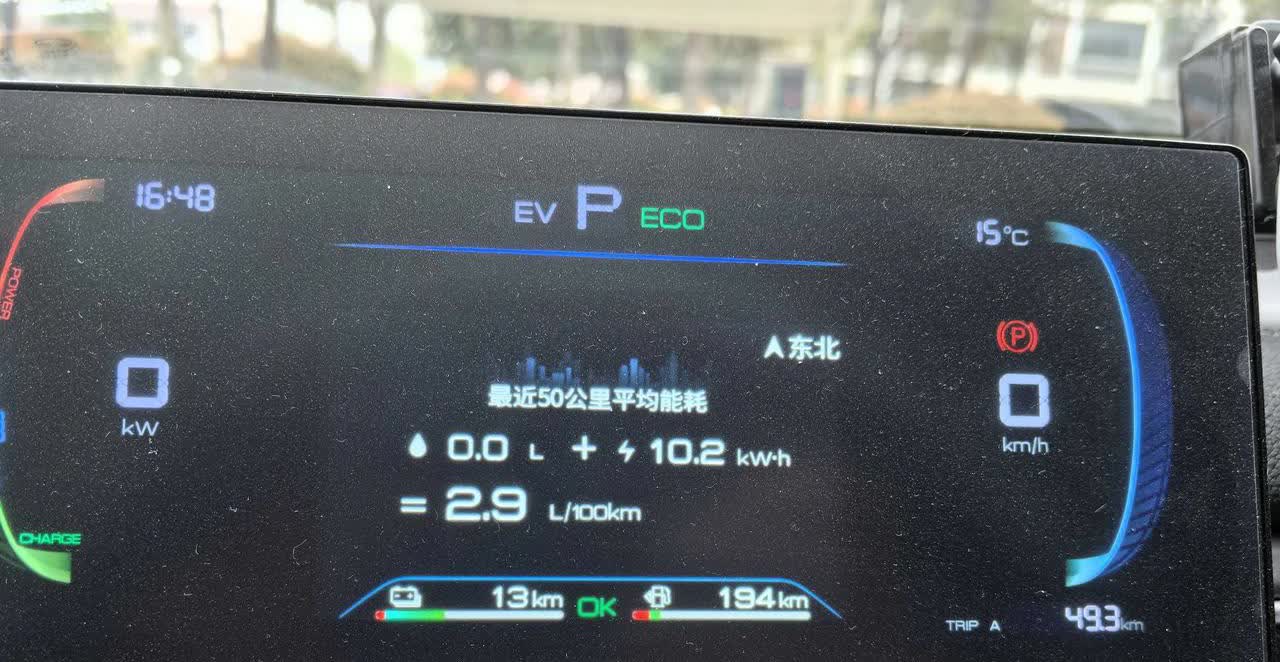 16:48
EV P ECO
15°C
POWER
A东北
P
0
kW
最近50公里平均能耗
0
km/h
0.0 L + 10.2 kW·h
= 2.9 L/100km
CHARGE
13km OK 194km
TRIP A 49.3km